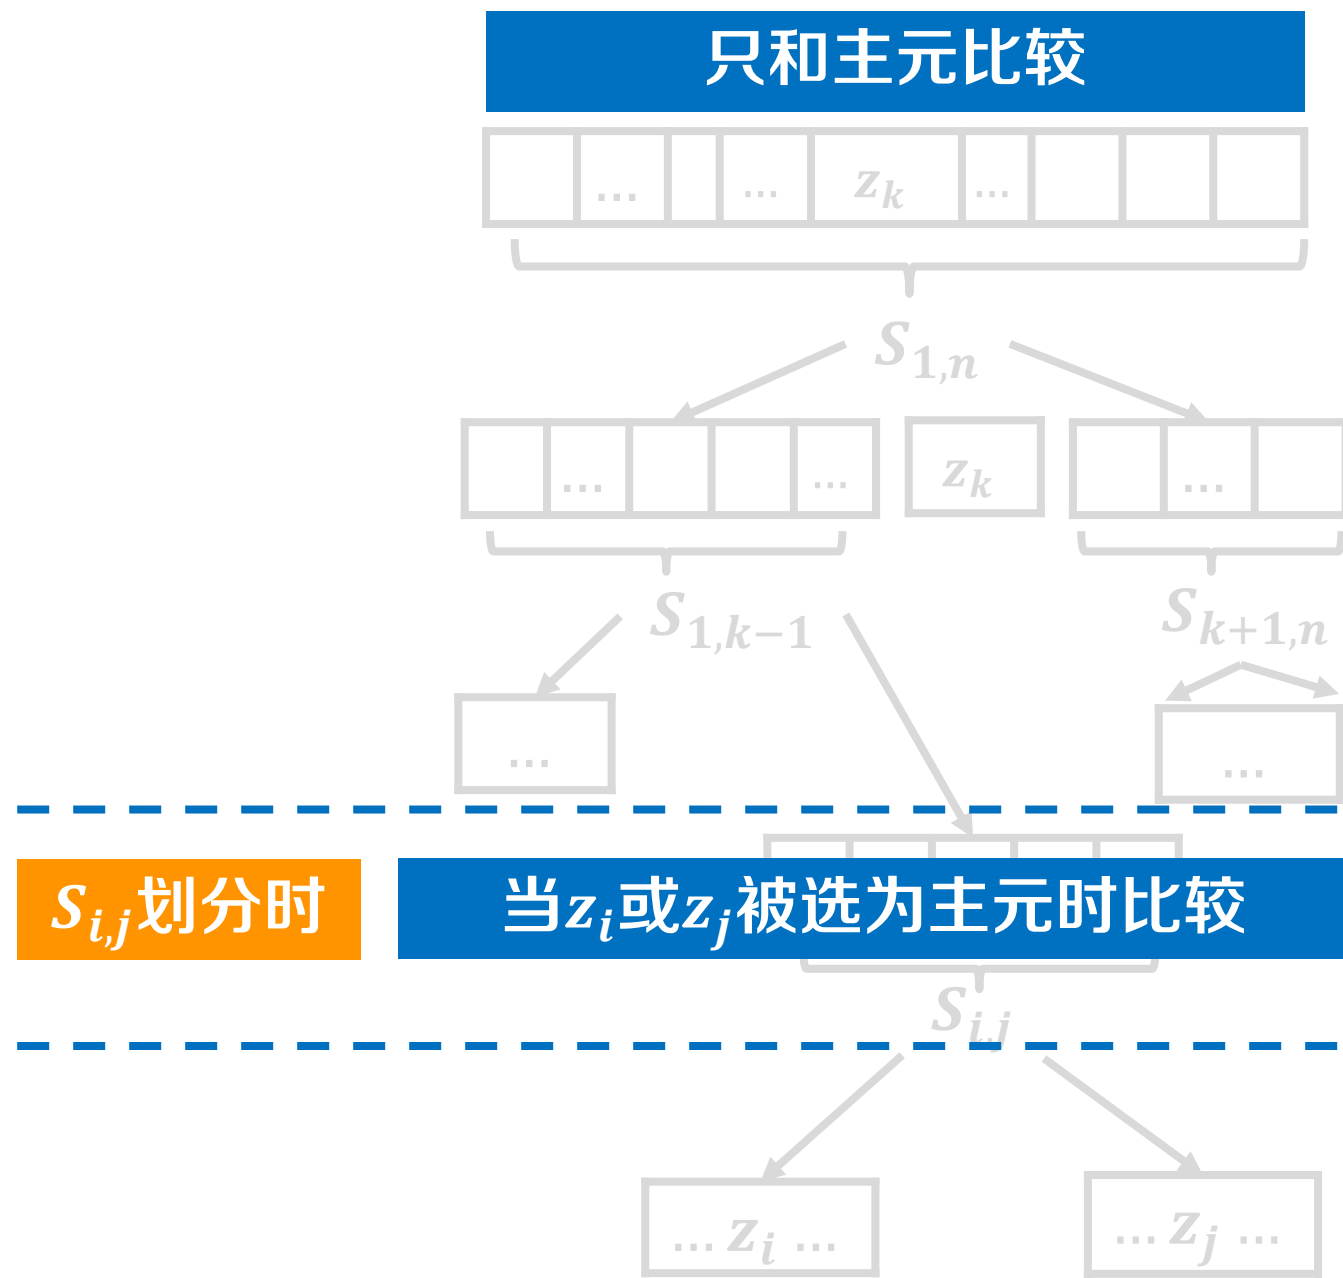 只和主元比较
... ... z_k ...
S_{1,n}
... ... z_k ...
S_{1,k-1} S_{k+1,n}
... ...
S_{i,j}划分时 当z_i或z_j被选为主元时比较
S_{i,j}
... z_i ... ... z_j ...